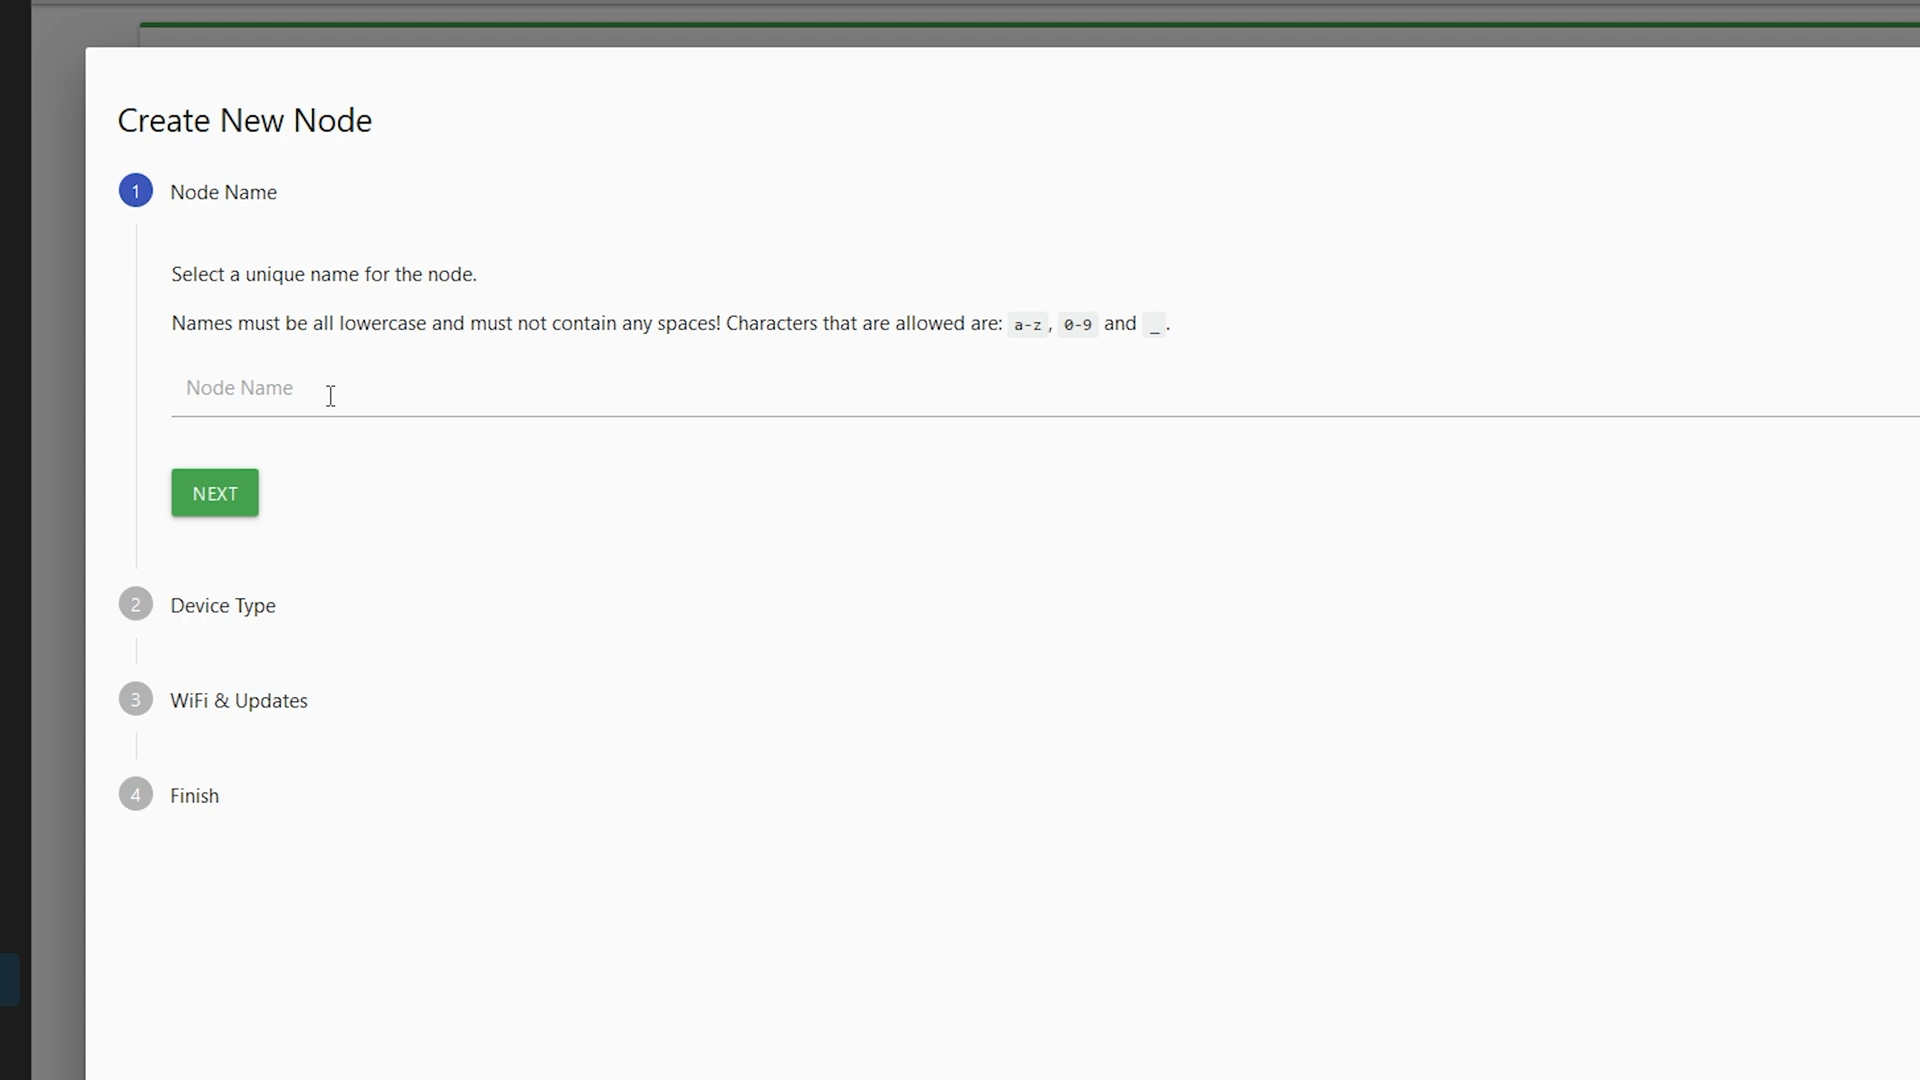 Create New Node
1 Node Name
Select a unique name for the node.
Names must be all lowercase and must not contain any spaces! Characters that are allowed are: a-z, 0-9 and _.
Node Name
NEXT
2 Device Type
3 WiFi & Updates
4 Finish